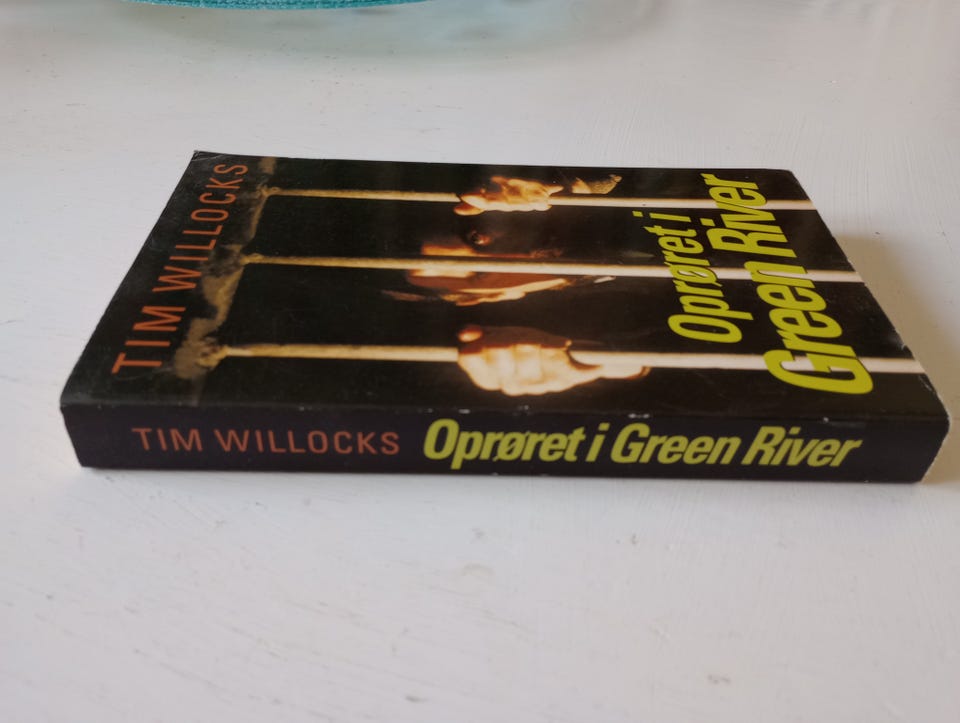 TIM WILLOCKS
Oprøret i
Green River
TIM WILLOCKS Oprøret i Green River